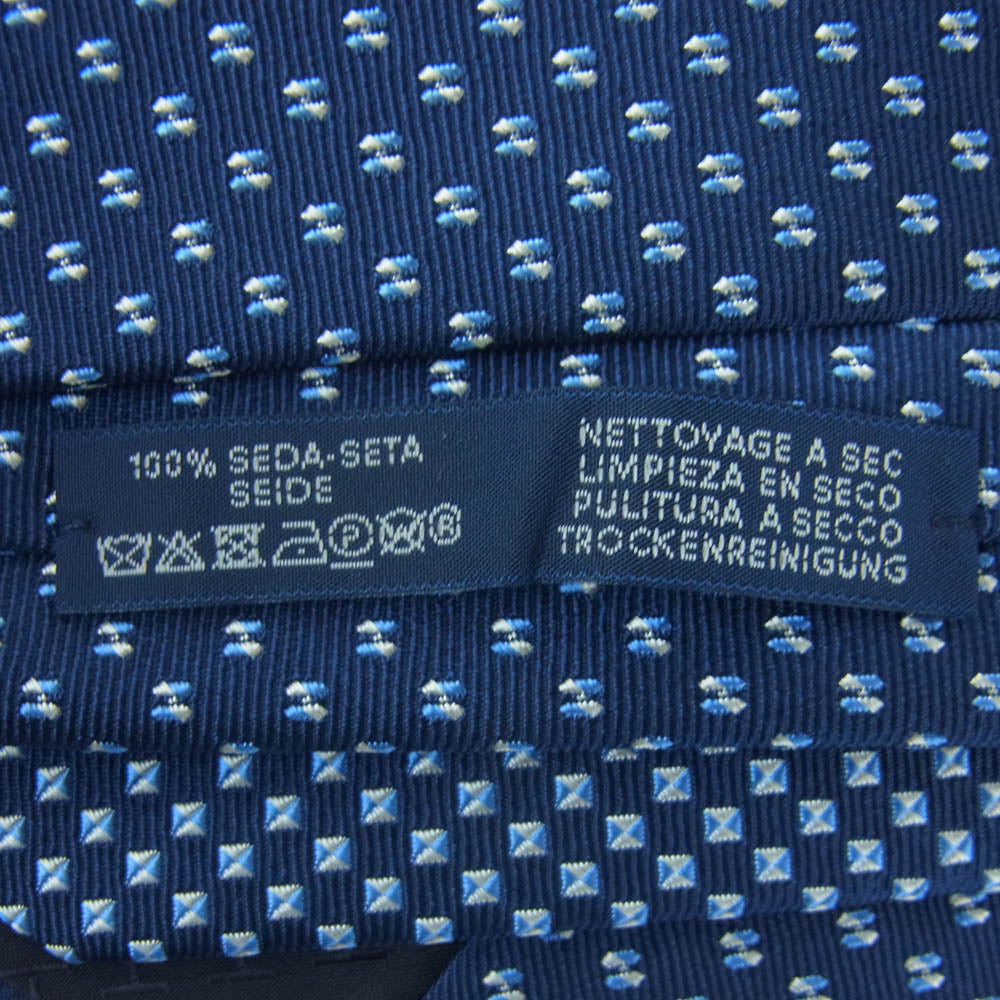 100% SEDA-SETA
SEIDE
P
®
NETTOYAGE A SEC
LIMPIEZA EN SECO
PULITURA A SECCO
TROCKENREINIGUNG